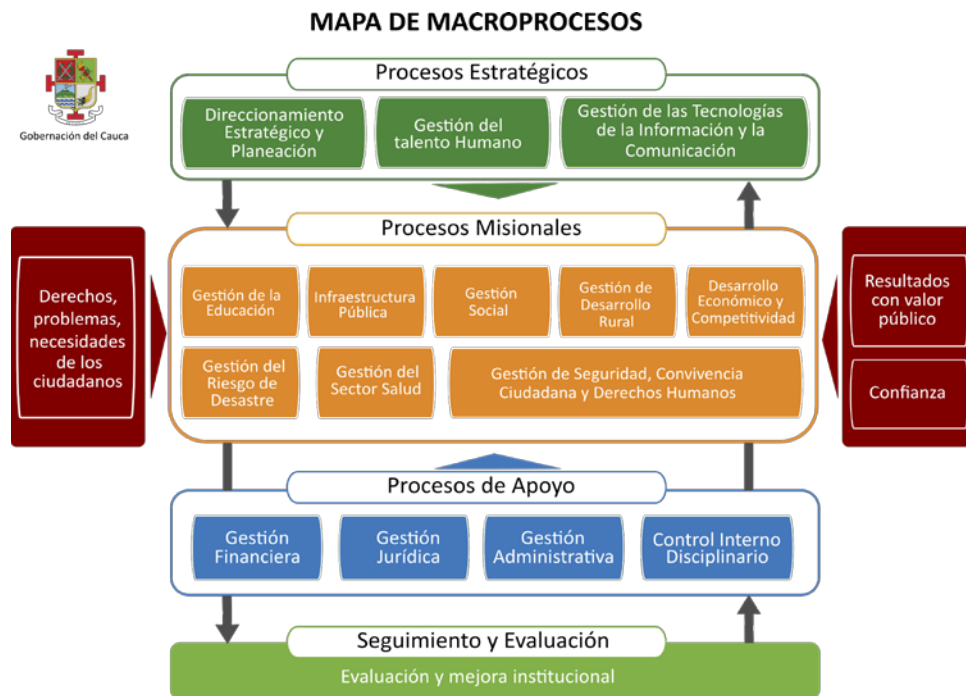 MAPA DE MACROPROCESOS
Gobernación del Cauca
Procesos Estratégicos
Direccionamiento
Estratégico y
Planeación
Gestión del
talento Humano
Gestión de las Tecnologías
de la Información y la
Comunicación
Procesos Misionales
Derechos,
problemas,
necesidades
de los
ciudadanos
Gestión de la
Educación
Infraestructura
Pública
Gestión
Social
Gestión de
Desarrollo
Rural
Desarrollo
Económico y
Competitividad
Gestión del
Riesgo de
Desastre
Gestión del
Sector Salud
Gestión de Seguridad, Convivencia
Ciudadana y Derechos Humanos
Resultados
con valor
público
Confianza
Procesos de Apoyo
Gestión
Financiera
Gestión
Jurídica
Gestión
Administrativa
Control Interno
Disciplinario
Seguimiento y Evaluación
Evaluación y mejora institucional